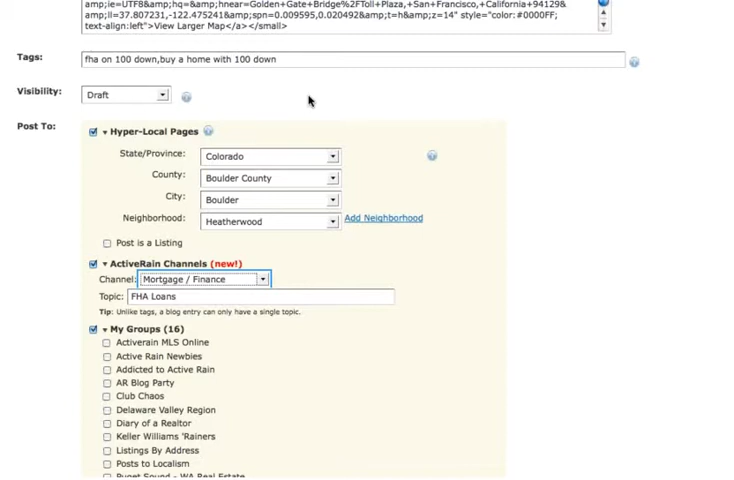 amp;ie=UTF8&amp;hq=&amp;hnear=Golden+Gate+Bridge%2FToll+Plaza,+San+Francisco,+California+94129&
amp;ll=37.807231,-122.475241&amp;spn=0.009595,0.020492&amp;t=h&amp;z=14" style="color:#0000FF;
text-align:left">View Larger Map</a></small>
Tags: fha on 100 down,buy a home with 100 down
Visibility: Draft
Post To: Hyper-Local Pages
State/Province: Colorado
County: Boulder County
City: Boulder
Neighborhood: Heatherwood Add Neighborhood
Post is a Listing
ActiveRain Channels (new!)
Channel: Mortgage / Finance
Topic: FHA Loans
Tip: Unlike tags, a blog entry can only have a single topic.
My Groups (16)
Activerain MLS Online
Active Rain Newbies
Addicted to Active Rain
AR Blog Party
Club Chaos
Delaware Valley Region
Diary of a Realtor
Keller Williams 'Rainers
Listings By Address
Posts to Localism
Puget Sound - WA Real Estate